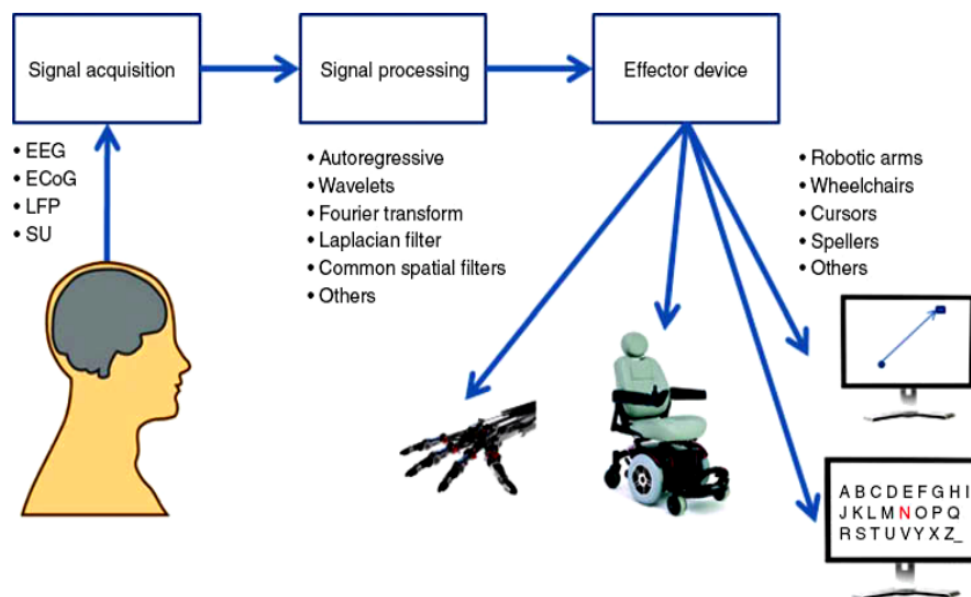 Signal acquisition
Signal processing
Effector device
• EEG
• ECoG
• LFP
• SU
• Autoregressive
• Wavelets
• Fourier transform
• Laplacian filter
• Common spatial filters
• Others
• Robotic arms
• Wheelchairs
• Cursors
• Spellers
• Others
A B C D E F G H I
J K L M N O P Q
R S T U V Y X Z _